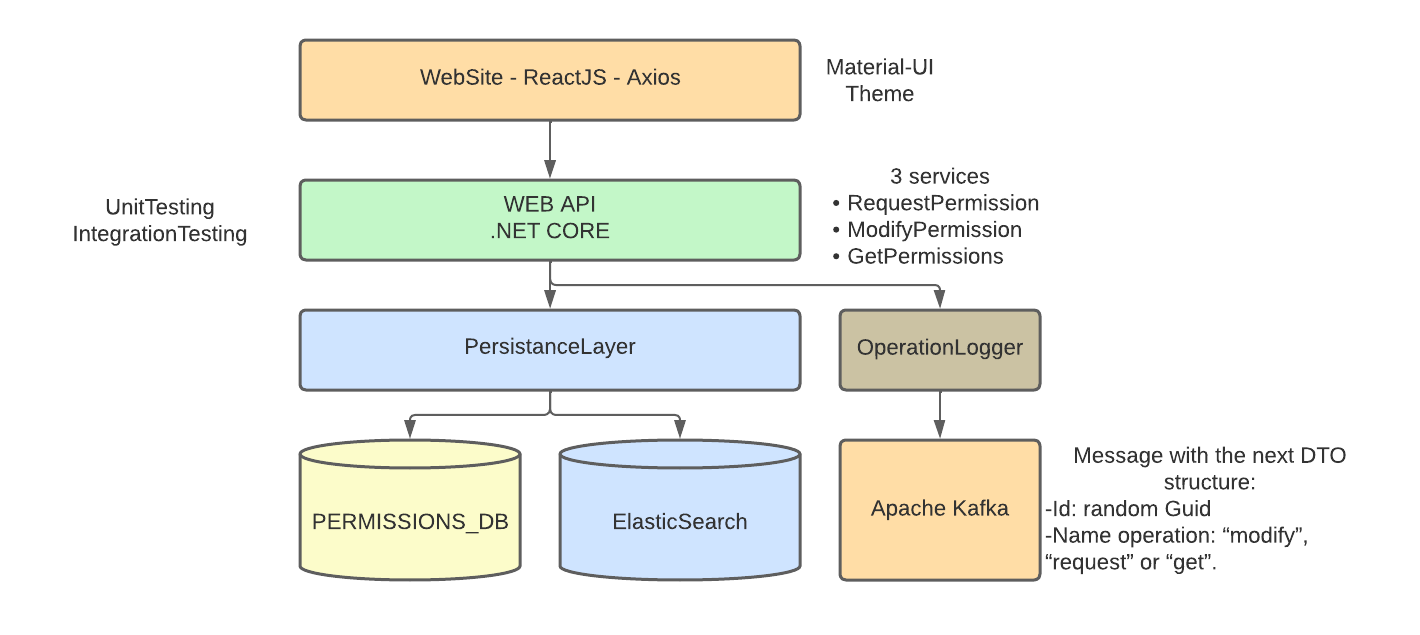 WebSite - ReactJS - Axios
Material-UI
Theme
UnitTesting
IntegrationTesting
WEB API
.NET CORE
3 services
• RequestPermission
• ModifyPermission
• GetPermissions
PersistanceLayer
OperationLogger
PERMISSIONS_DB
ElasticSearch
Apache Kafka
Message with the next DTO
structure:
-Id: random Guid
-Name operation: “modify”,
“request” or “get”.